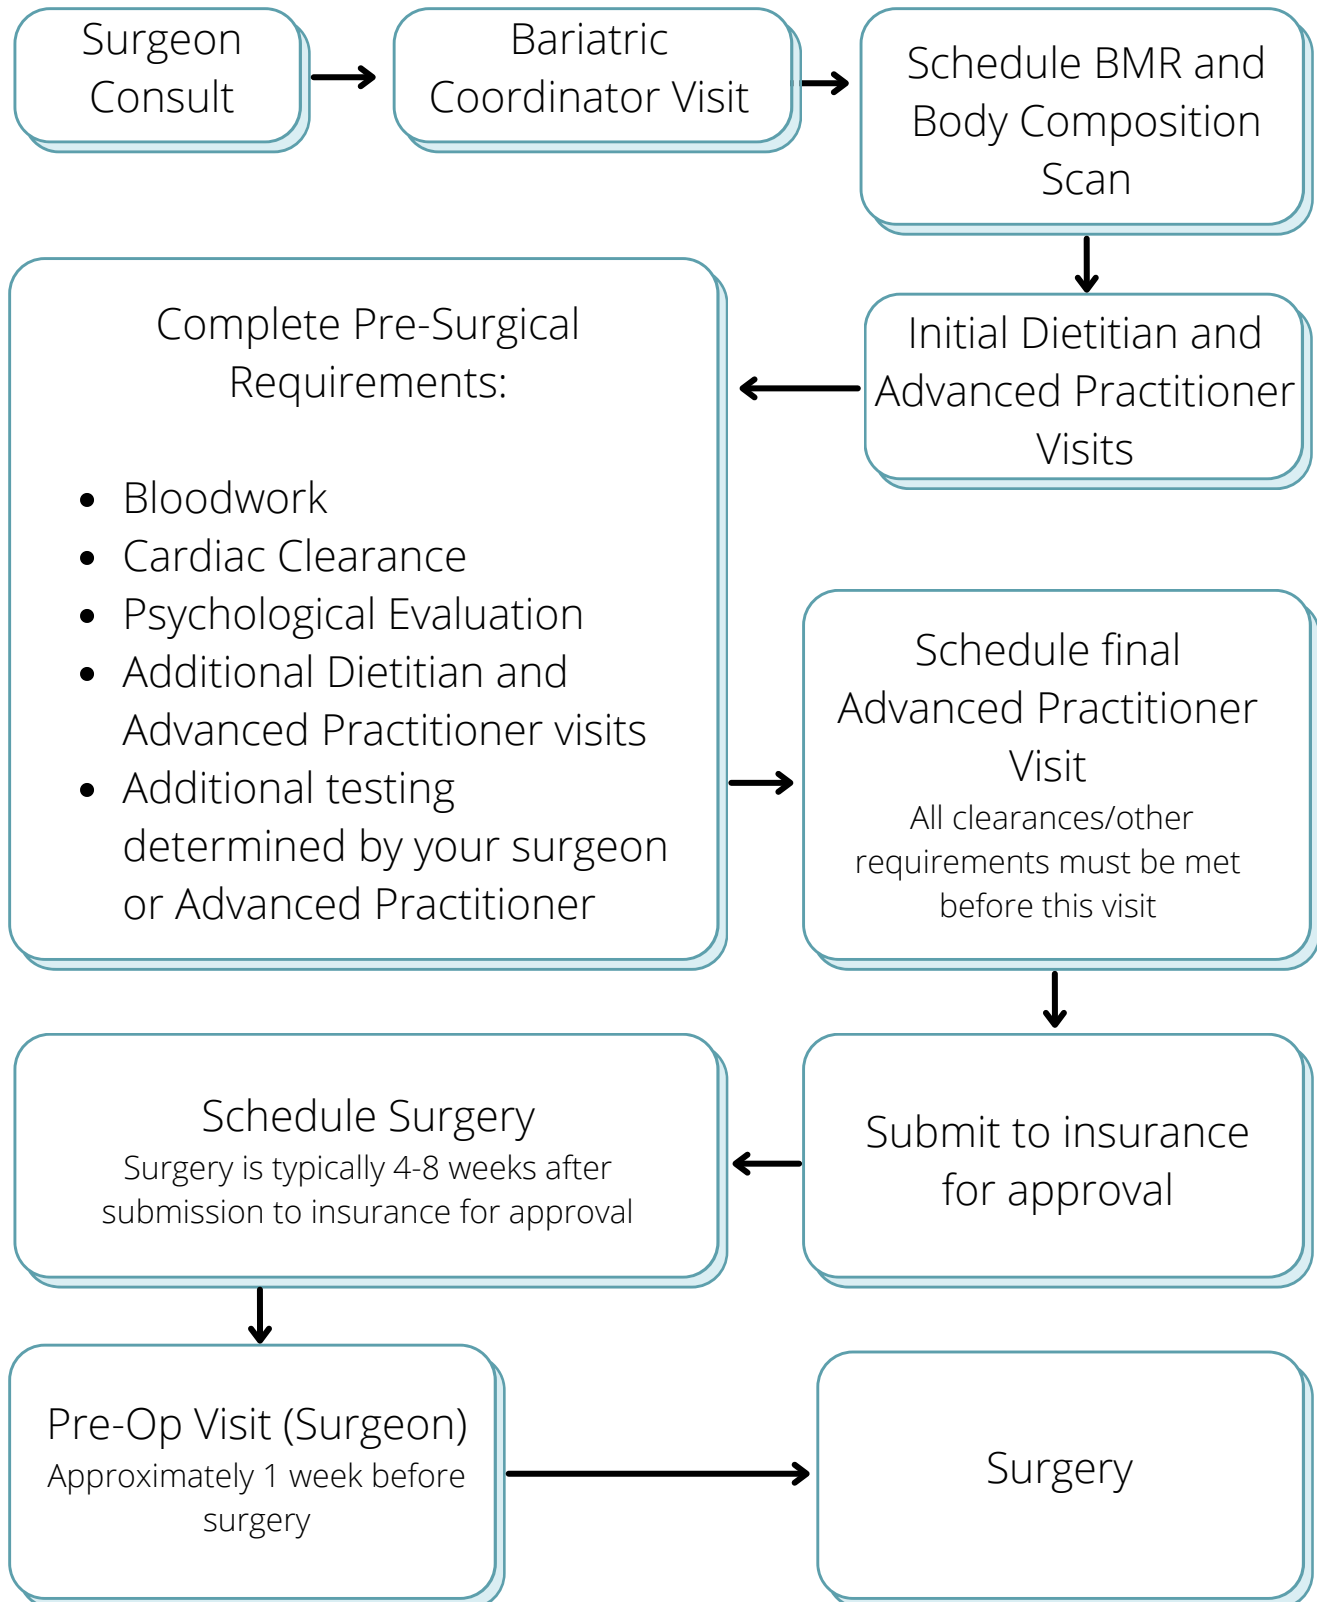 Surgeon
Consult
Bariatric
Coordinator Visit
Schedule BMR and
Body Composition
Scan
Initial Dietitian and
Advanced Practitioner
Visits
Complete Pre-Surgical
Requirements:
• Bloodwork
• Cardiac Clearance
• Psychological Evaluation
• Additional Dietitian and
Advanced Practitioner visits
• Additional testing
determined by your surgeon
or Advanced Practitioner
Schedule final
Advanced Practitioner
Visit
All clearances/other
requirements must be met
before this visit
Submit to insurance
for approval
Schedule Surgery
Surgery is typically 4-8 weeks after
submission to insurance for approval
Pre-Op Visit (Surgeon)
Approximately 1 week before
surgery
Surgery